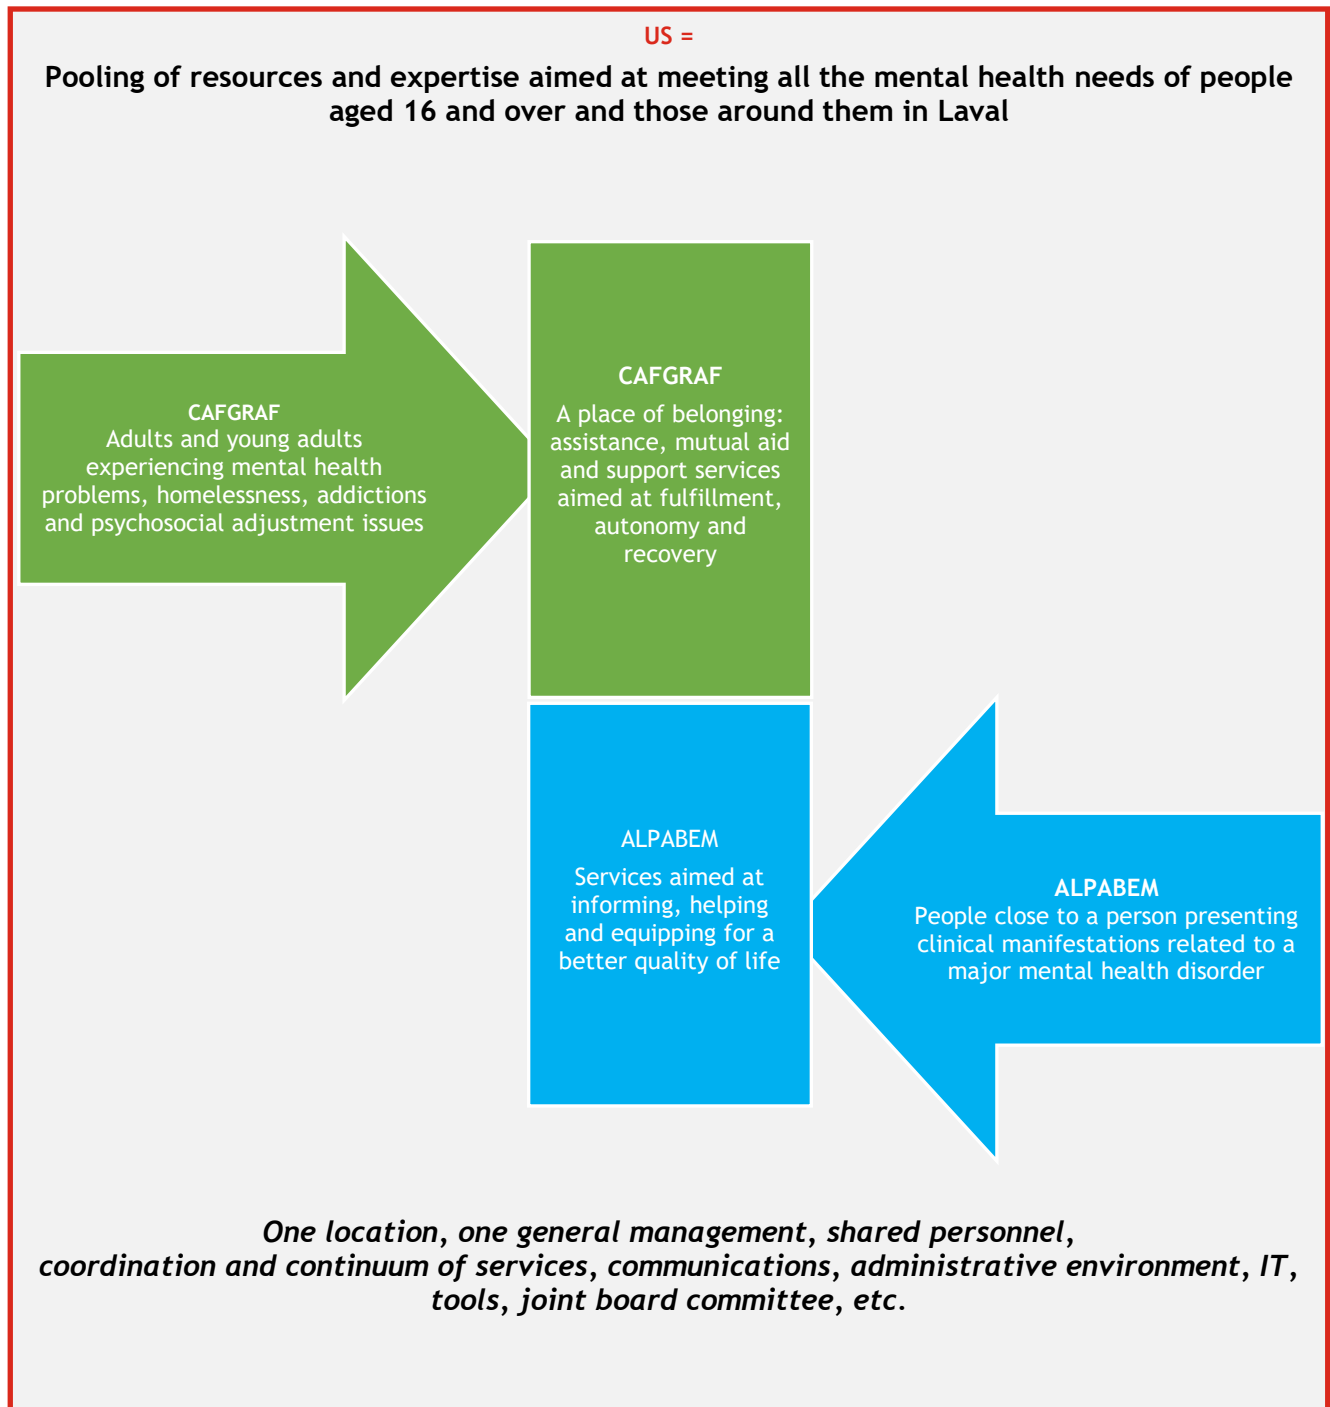 US =
Pooling of resources and expertise aimed at meeting all the mental health needs of people
aged 16 and over and those around them in Laval
CAFGRAF
Adults and young adults
experiencing mental health
problems, homelessness, addictions
and psychosocial adjustment issues
CAFGRAF
A place of belonging:
assistance, mutual aid
and support services
aimed at fulfillment,
autonomy and
recovery
ALPABEM
Services aimed at
informing, helping
and equipping for a
better quality of life
ALPABEM
People close to a person presenting
clinical manifestations related to a
major mental health disorder
One location, one general management, shared personnel,
coordination and continuum of services, communications, administrative environment, IT,
tools, joint board committee, etc.